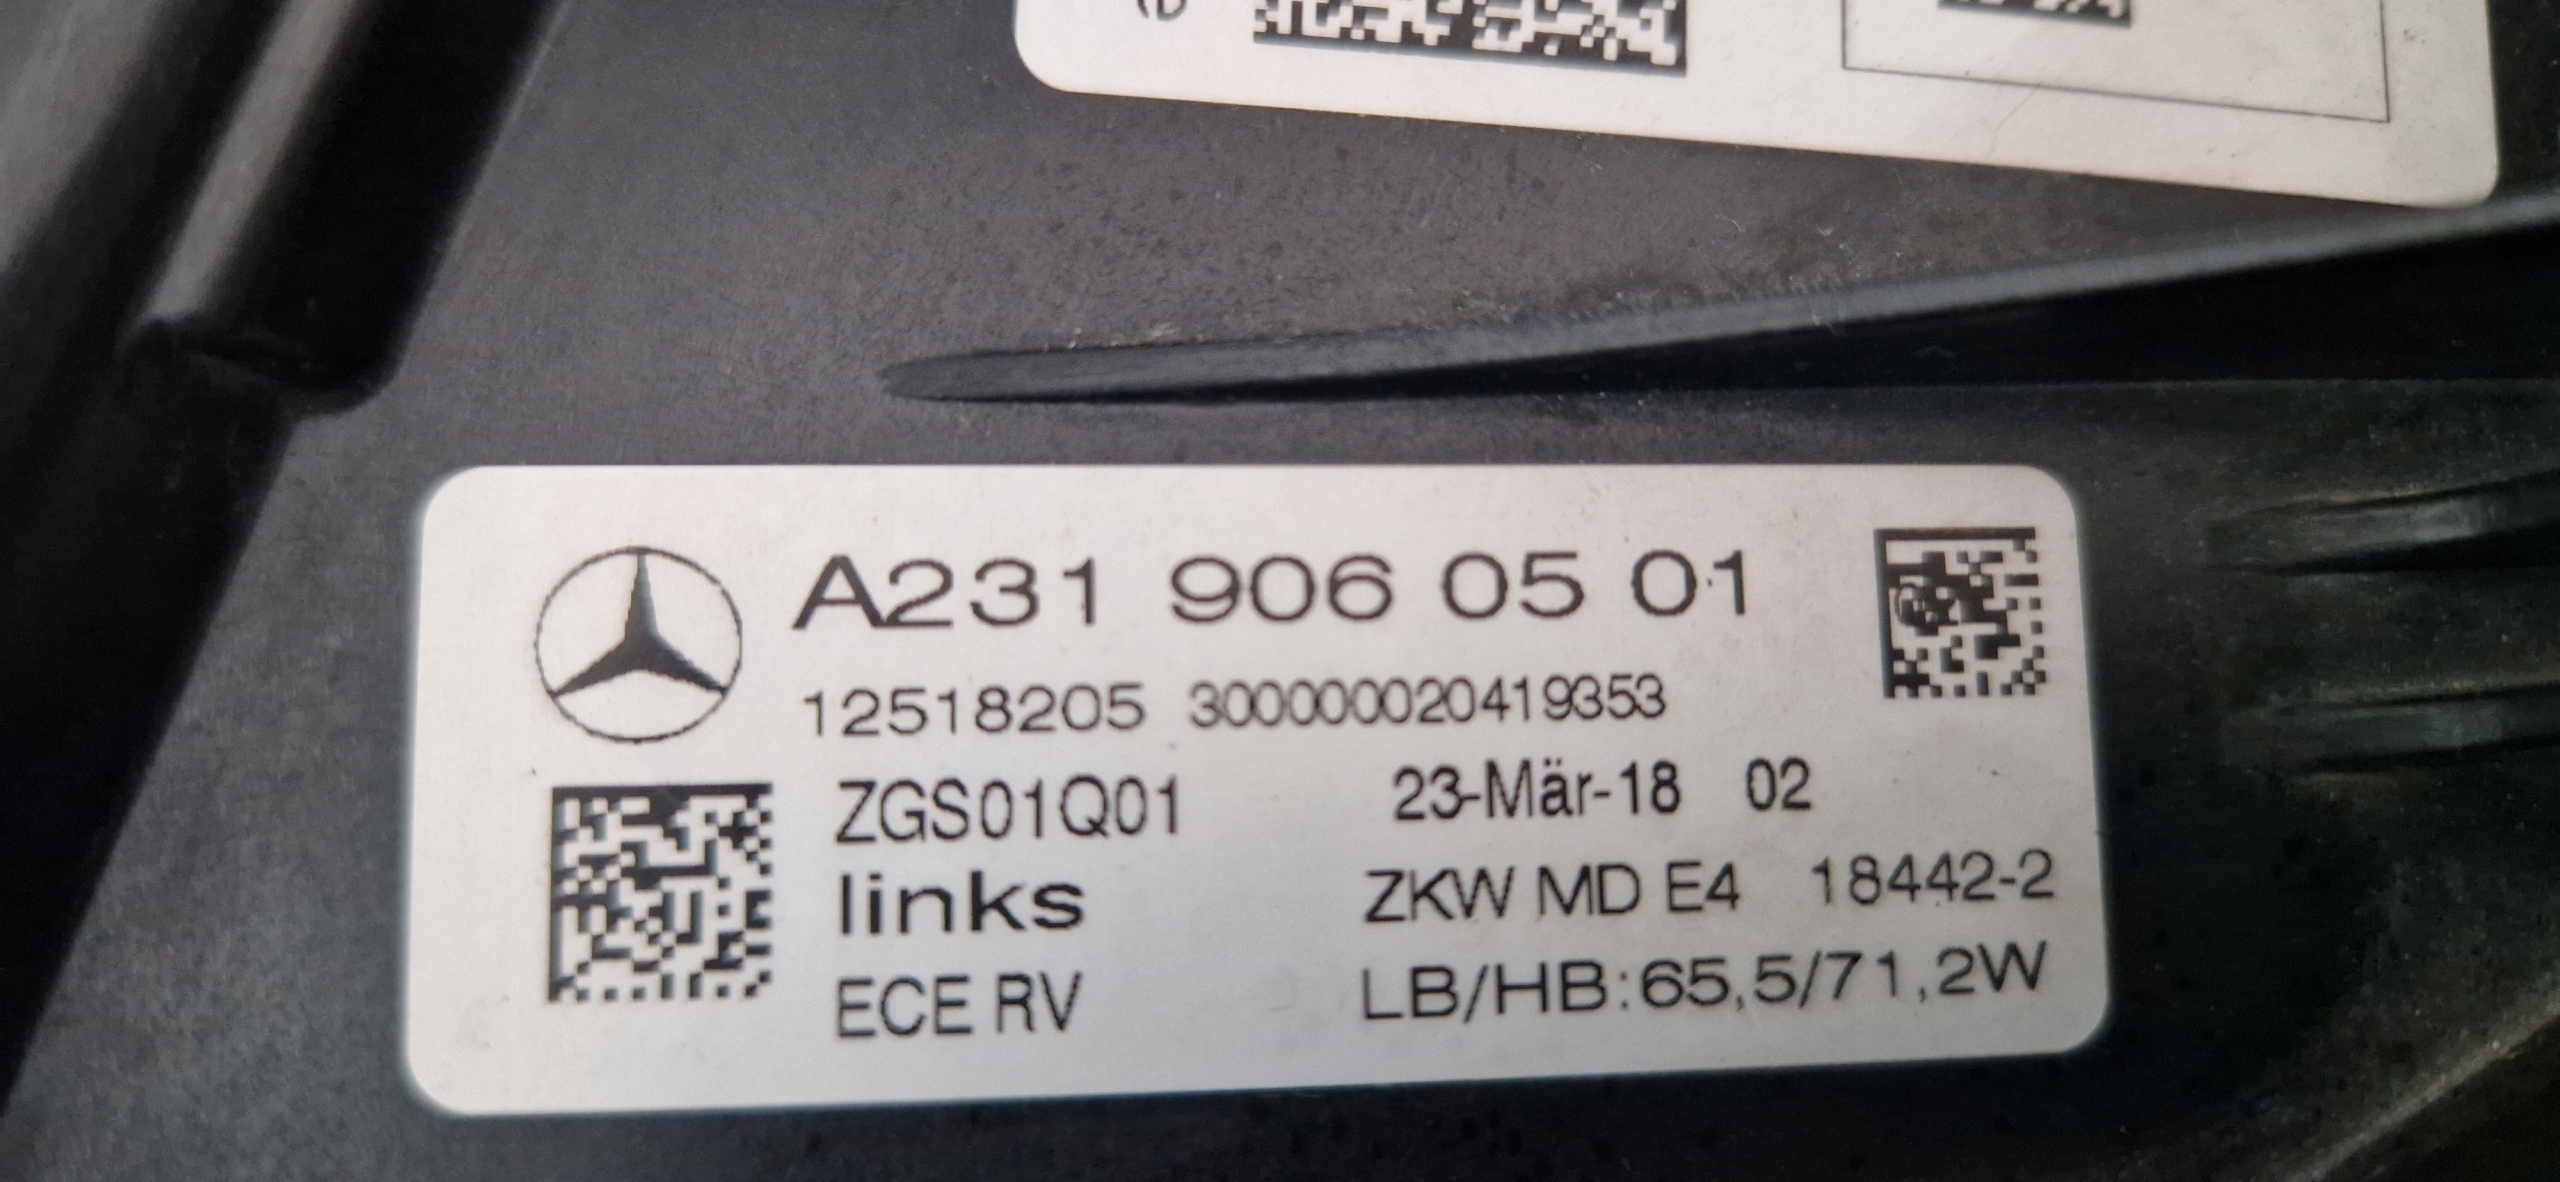 A231 906 05 01
12518205 300000020419353
ZGS01Q01 23-Mär-18 02
links ZKW MD E4 18442-2
ECE RV LB/HB:65,5/71,2W